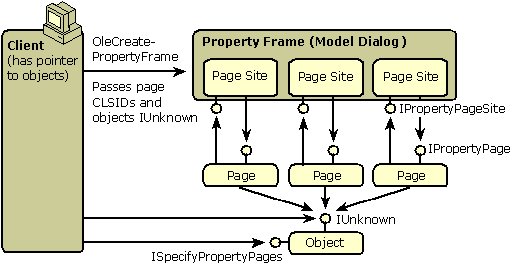 Client
(has pointer
to objects)
OleCreate-
PropertyFrame
Passes page
CLSIDs and
objects IUnknown
Property Frame (Model Dialog)
Page Site
Page Site
Page Site
IPropertyPageSite
IPropertyPage
Page
Page
Page
IUnknown
Object
ISpecifyPropertyPages